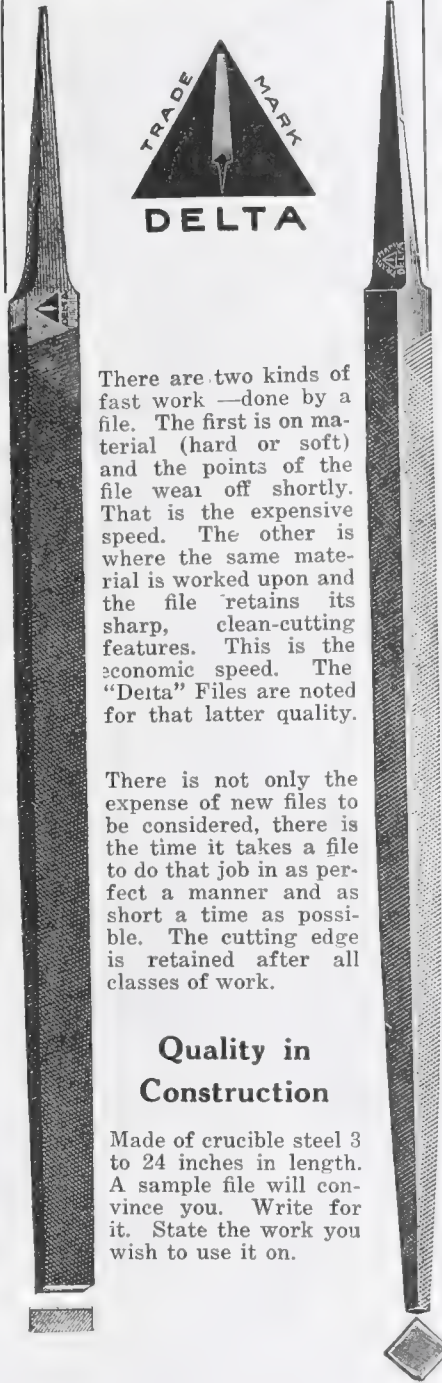 TRADE MARK
DELTA
DELTA
DELTA
There are two kinds of
fast work —done by a
file. The first is on ma-
terial (hard or soft)
and the points of the
file wear off shortly.
That is the expensive
speed. The other is
where the same mate-
rial is worked upon and
the file retains its
sharp, clean-cutting
features. This is the
economic speed. The
“Delta” Files are noted
for that latter quality.
There is not only the
expense of new files to
be considered, there is
the time it takes a file
to do that job in as per-
fect a manner and as
short a time as possi-
ble. The cutting edge
is retained after all
classes of work.
Quality in
Construction
Made of crucible steel 3
to 24 inches in length.
A sample file will con-
vince you. Write for
it. State the work you
wish to use it on.